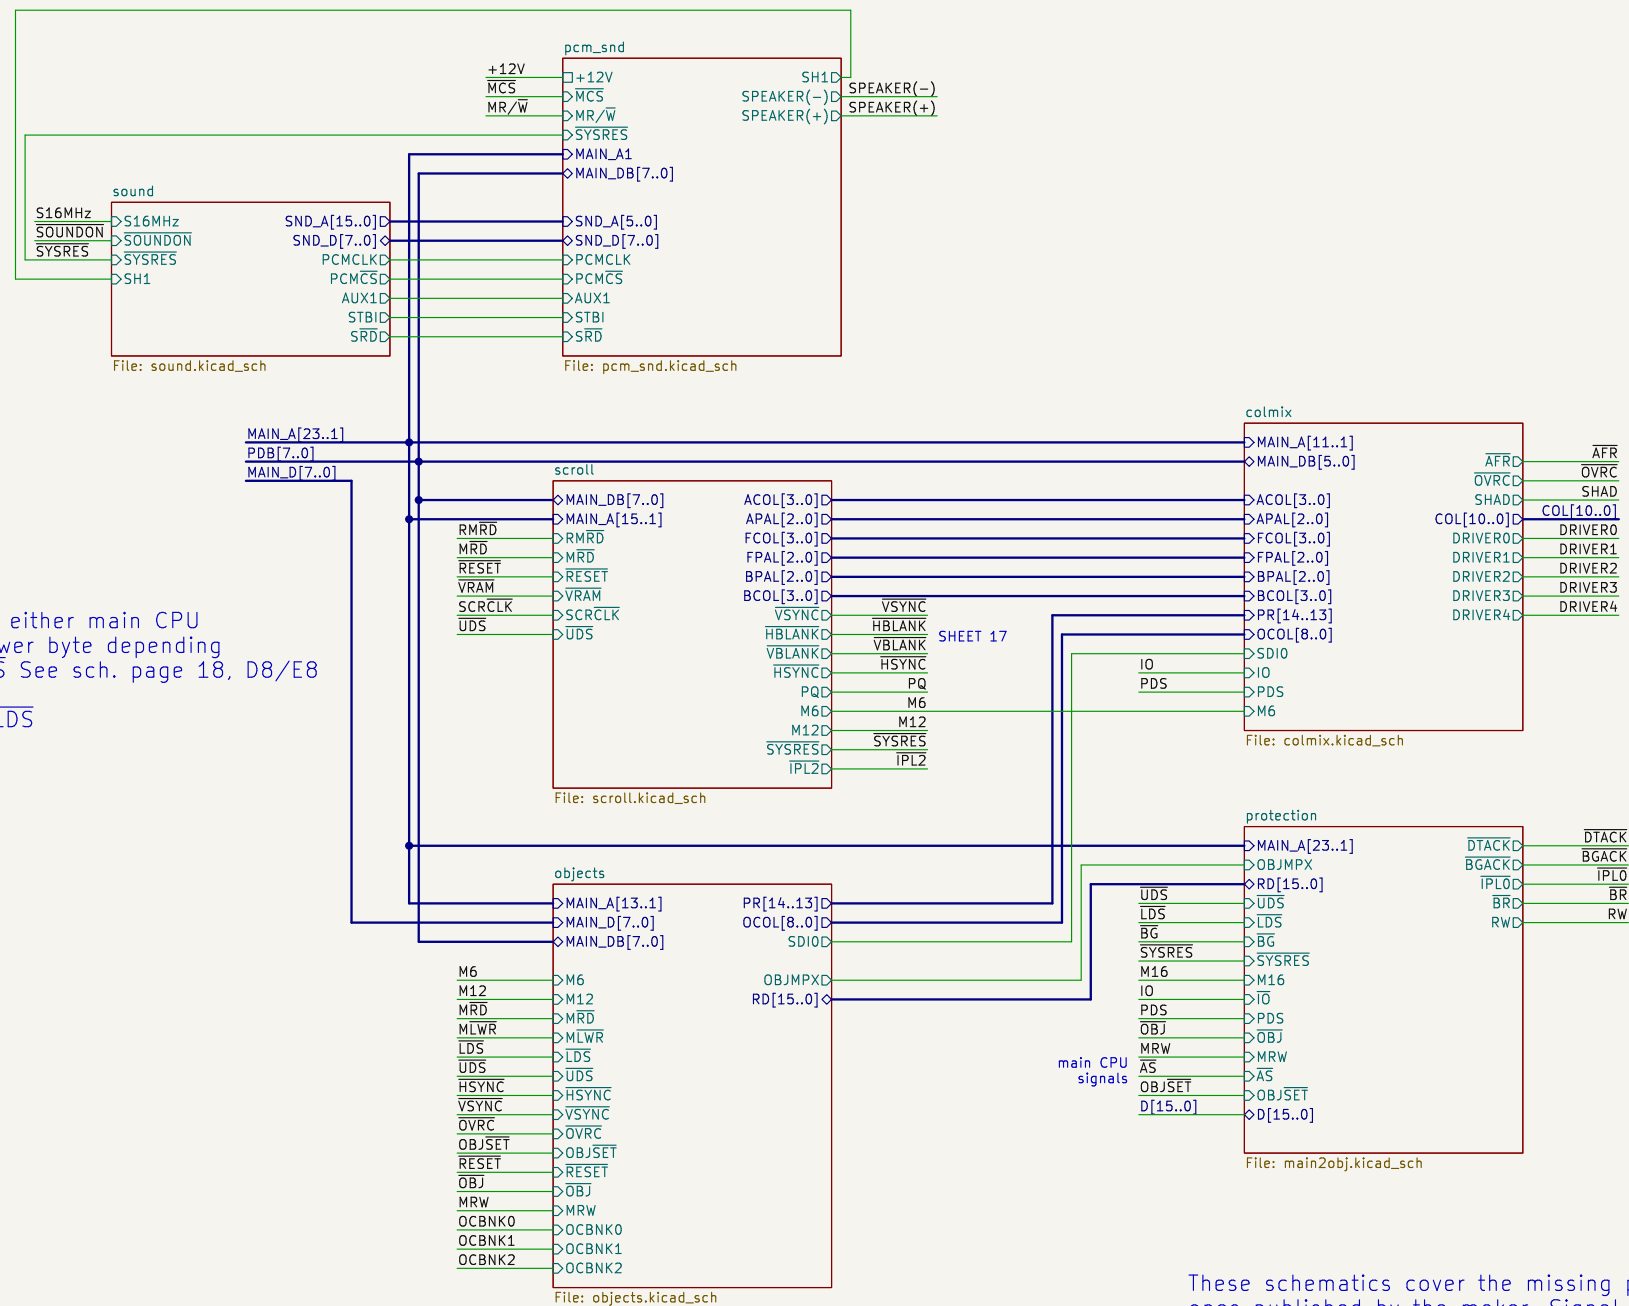 pcm_snd
+12V
MCS
MR/W
+12V
MCS
MR/W
SYSRES
MAIN_A1
MAIN_DB[7..0]
SND_A[5..0]
SND_D[7..0]
PCMCLK
PCMCS
AUX1
STBI
SRD
SH1
SPEAKER(-)
SPEAKER(+)
SPEAKER(-)
SPEAKER(+)
File: pcm_snd.kicad_sch
sound
S16MHz
SOUNDON
SYSRES
S16MHz
SOUNDON
SYSRES
SH1
SND_A[15..0]
SND_D[7..0]
PCMCLK
PCMCS
AUX1
STBI
SRD
File: sound.kicad_sch
MAIN_A[23..1]
PDB[7..0]
MAIN_D[7..0]
scroll
RMRD
MRD
RESET
VRAM
SCRCLK
UDS
MAIN_DB[7..0]
MAIN_A[15..1]
RMRD
MRD
RESET
VRAM
SCRCLK
UDS
ACOL[3..0]
APAL[2..0]
FCOL[3..0]
FPAL[2..0]
BPAL[2..0]
BCOL[3..0]
VSYNC
HBLANK
VBLANK
HSYNC
PQ
M6
M12
SYSRES
IPL2
VSYNC
HBLANK
VBLANK
HSYNC
PQ
M6
M12
SYSRES
IPL2
SHEET 17
File: scroll.kicad_sch
colmix
IO
PDS
MAIN_A[11..1]
MAIN_DB[5..0]
ACOL[3..0]
APAL[2..0]
FCOL[3..0]
FPAL[2..0]
BPAL[2..0]
BCOL[3..0]
PR[14..13]
OCOL[8..0]
SDI0
IO
PDS
M6
AFR
OVRC
SHAD
COL[10..0]
DRIVER0
DRIVER1
DRIVER2
DRIVER3
DRIVER4
AFR
OVRC
SHAD
COL[10..0]
DRIVER0
DRIVER1
DRIVER2
DRIVER3
DRIVER4
File: colmix.kicad_sch
either main CPU
wer byte depending
S See sch. page 18, D8/E8
LDS
objects
M6
M12
MRD
MLWR
LDS
UDS
HSYNC
VSYNC
OVRC
OBJSET
RESET
OBJ
MRW
OCBNK0
OCBNK1
OCBNK2
MAIN_A[13..1]
MAIN_D[7..0]
MAIN_DB[7..0]
M6
M12
MRD
MLWR
LDS
UDS
HSYNC
VSYNC
OVRC
OBJSET
RESET
OBJ
MRW
OCBNK0
OCBNK1
OCBNK2
PR[14..13]
OCOL[8..0]
SDI0
OBJMPX
RD[15..0]
File: objects.kicad_sch
protection
UDS
LDS
BG
SYSRES
M16
IO
PDS
OBJ
MRW
AS
OBJSET
D[15..0]
main CPU
signals
MAIN_A[23..1]
OBJMPX
RD[15..0]
UDS
LDS
BG
SYSRES
M16
IO
PDS
OBJ
MRW
AS
OBJSET
D[15..0]
DTACK
BGACK
IPL0
BR
RW
DTACK
BGACK
IPL0
BR
RW
File: main2obj.kicad_sch
These schematics cover the missing
once published by the maker. Signal